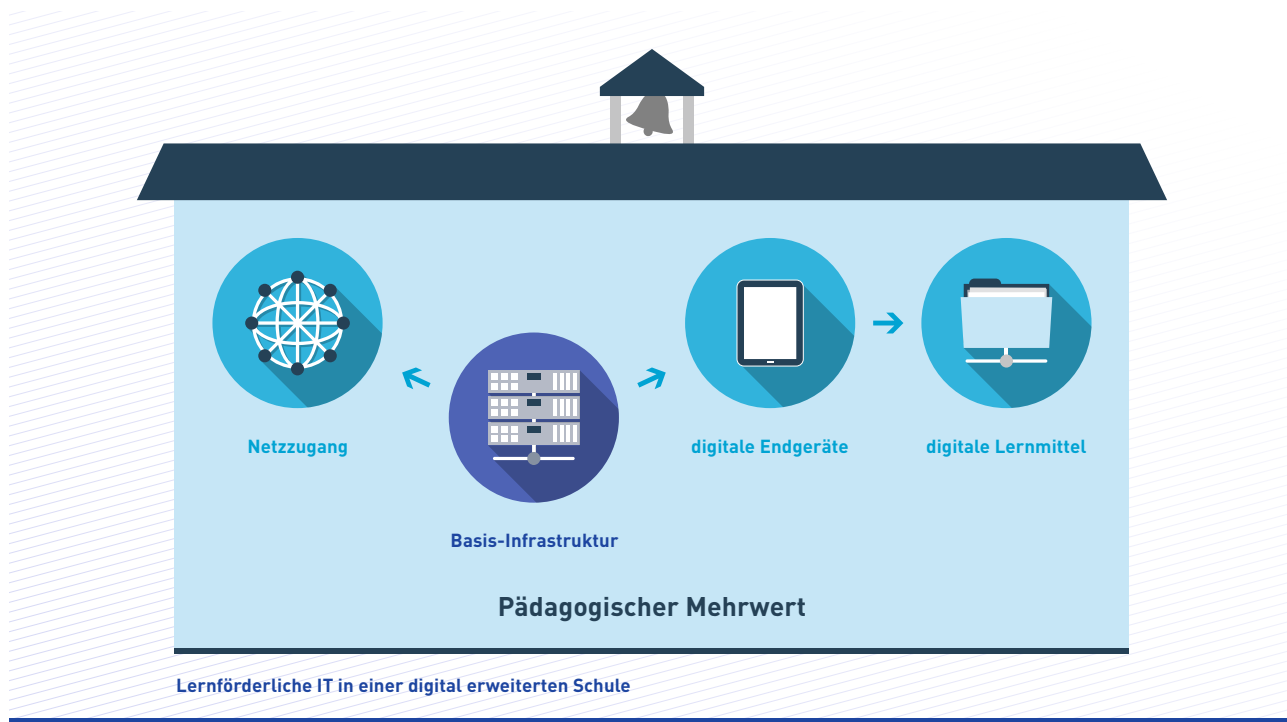 Netzzugang
Basis-Infrastruktur
digitale Endgeräte
digitale Lernmittel
Pädagogischer Mehrwert
Lernförderliche IT in einer digital erweiterten Schule